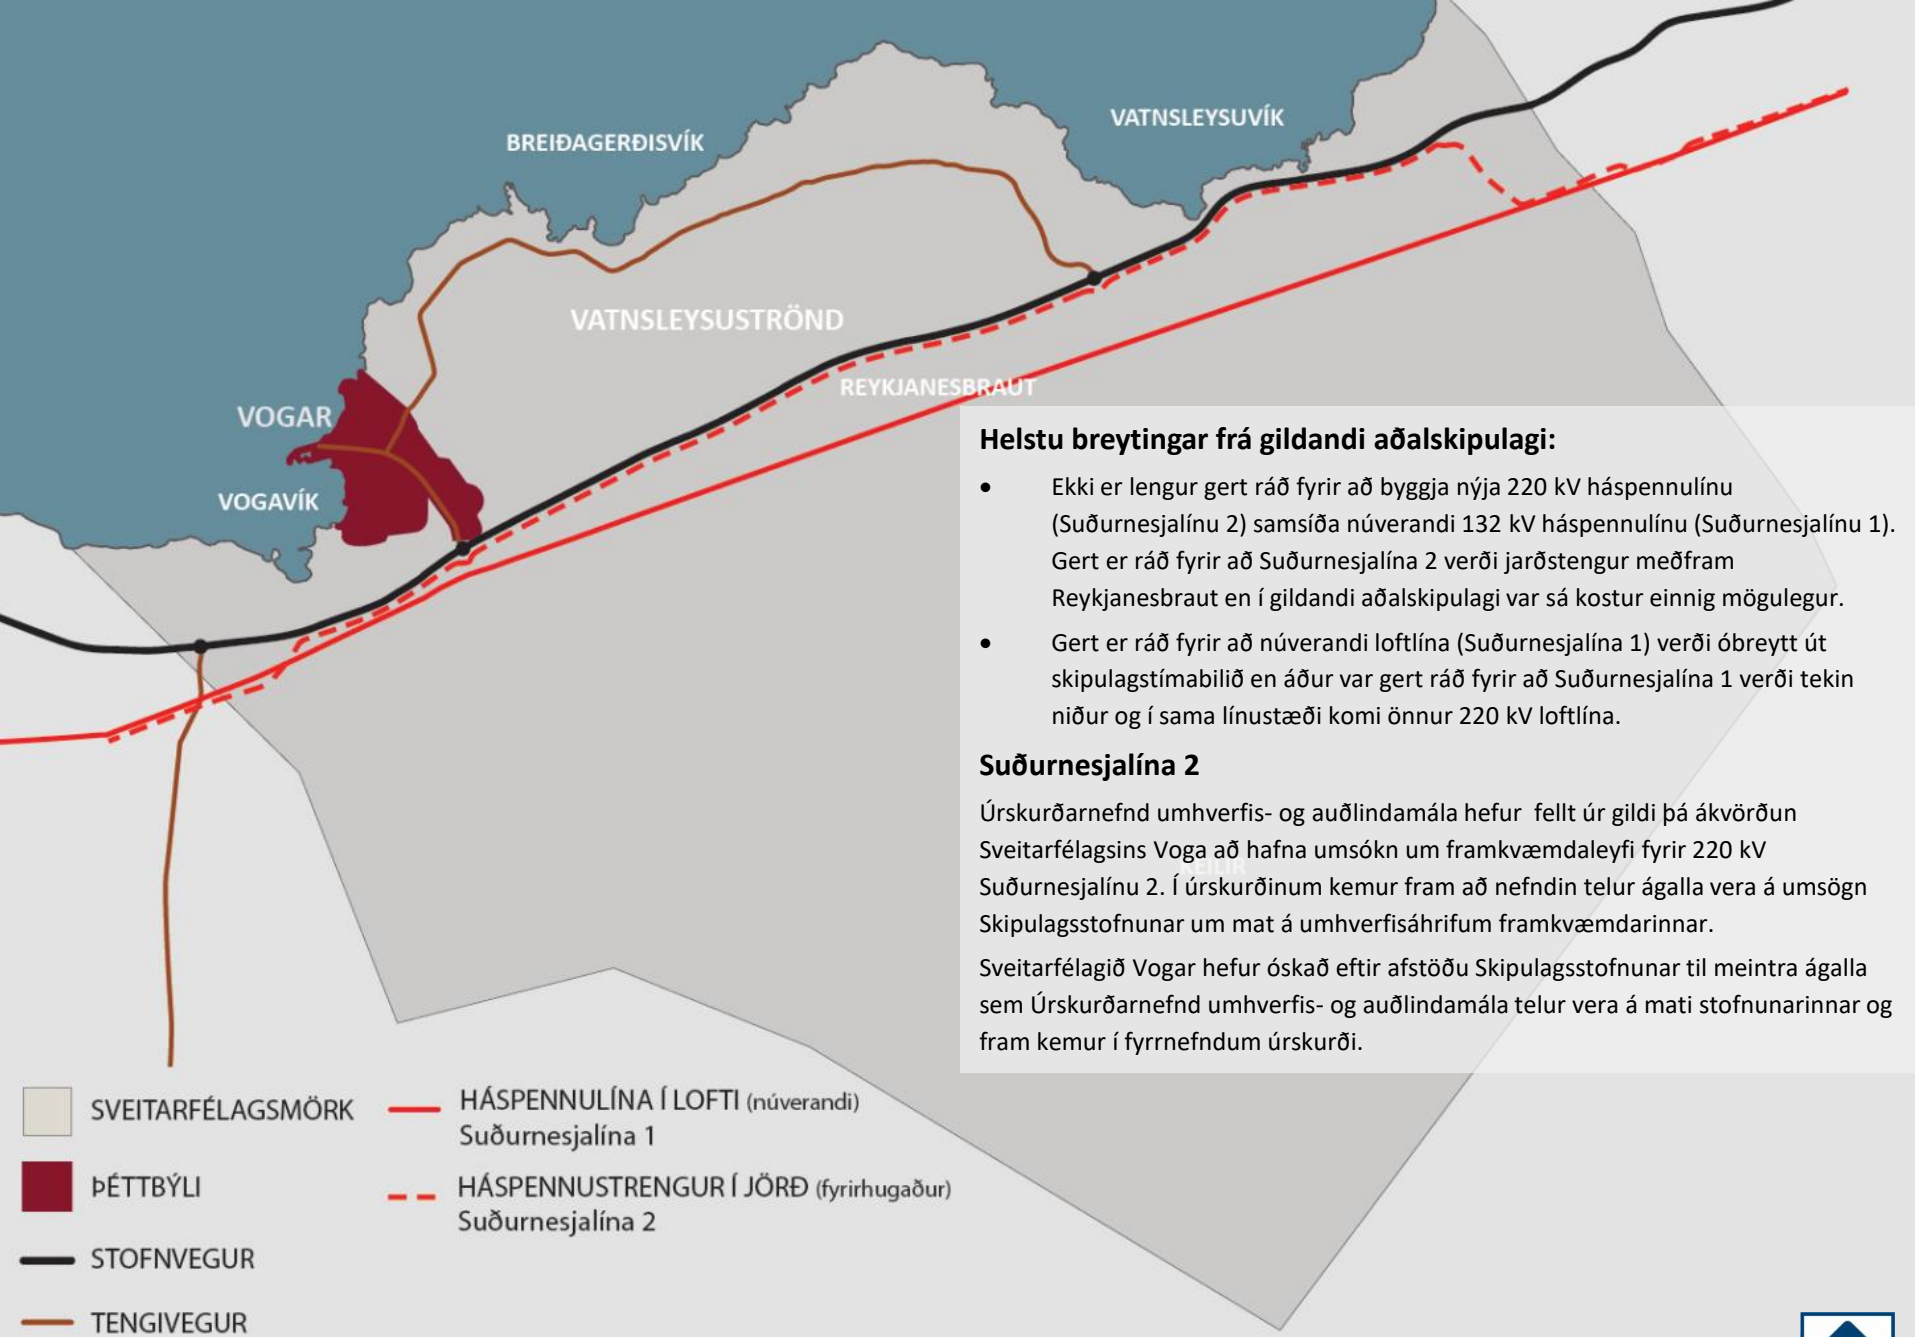 VATNSLEYSUVÍK
BREIÐAGERÐISVÍK
VATNSLEYSUSTRÖND
REYKJANESBRAUT
VOGAR
VOGAVÍK
Helstu breytingar frá gildandi aðalskipulagi:
• Ekki er lengur gert ráð fyrir að byggja nýja 220 kV háspennulínu
(Suðurnesjalínu 2) samsíða núverandi 132 kV háspennulínu (Suðurnesjalínu 1).
Gert er ráð fyrir að Suðurnesjalína 2 verði jarðstengur meðfram
Reykjanesbraut en í gildandi aðalskipulagi var sá kostur einnig mögulegur.
• Gert er ráð fyrir að núverandi loftlína (Suðurnesjalína 1) verði óbreytt út
skipulagstímabilið en áður var gert ráð fyrir að Suðurnesjalína 1 verði tekin
niður og í sama línustæði komi önnur 220 kV loftlína.
Suðurnesjalína 2
Úrskurðarnefnd umhverfis- og auðlindamála hefur fellt úr gildi þá ákvörðun
Sveitarfélagsins Voga að hafna umsókn um framkvæmdaleyfi fyrir 220 kV
KEILIR
Suðurnesjalínu 2. Í úrskurðinum kemur fram að nefndin telur ágalla vera á umsögn
Skipulagsstofnunar um mat á umhverfisáhrifum framkvæmdarinnar.
Sveitarfélagið Vogar hefur óskað eftir afstöðu Skipulagsstofnunar til meintra ágalla
sem Úrskurðarnefnd umhverfis- og auðlindamála telur vera á mati stofnunarinnar og
fram kemur í fyrrnefndum úrskurði.
SVEITARFÉLAGSMÖRK
ÞÉTTBÝLI
STOFNVEGUR
TENGIVEGUR
HÁSPENNULÍNA Í LOFTI (núverandi)
Suðurnesjalína 1
HÁSPENNUSTRENGUR Í JÖRÐ (fyrirhugaður)
Suðurnesjalína 2